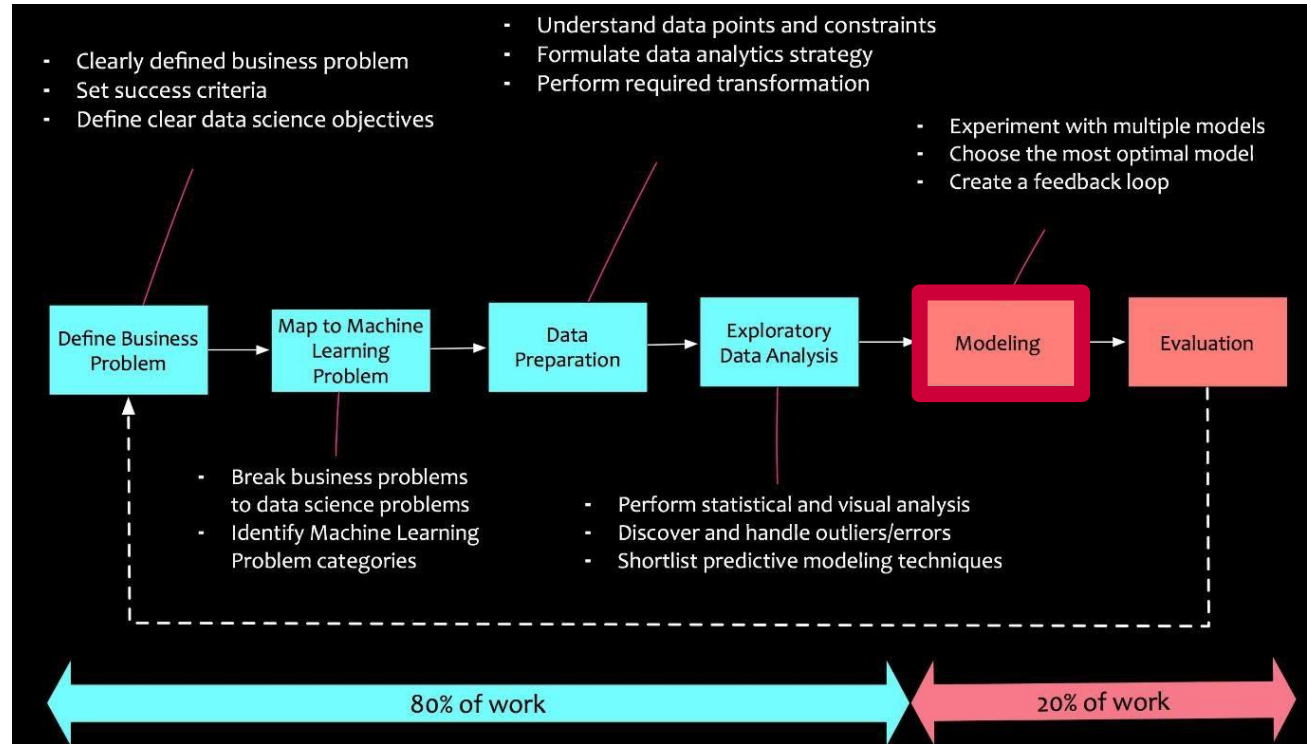 - Understand data points and constraints
- Formulate data analytics strategy
- Perform required transformation
- Clearly defined business problem
- Set success criteria
- Define clear data science objectives
- Experiment with multiple models
- Choose the most optimal model
- Create a feedback loop
Define Business
Problem
Map to Machine
Learning
Problem
Data
Preparation
Exploratory
Data Analysis
Modeling
Evaluation
- Break business problems
to data science problems
- Identify Machine Learning
Problem categories
- Perform statistical and visual analysis
- Discover and handle outliers/errors
- Shortlist predictive modeling techniques
80% of work
20% of work